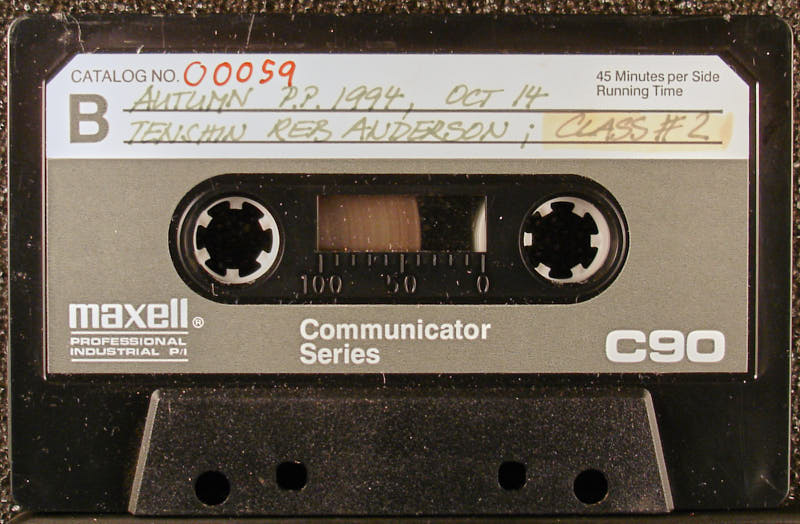 CATALOG NO. 00059
45 Minutes per Side
Running Time
B
AUTUMN P.P. 1994, OCT 14
TENSHIN REB ANDERSON; CLASS #2
100 50 0
maxell®
PROFESSIONAL
INDUSTRIAL P/I
Communicator
Series
C90